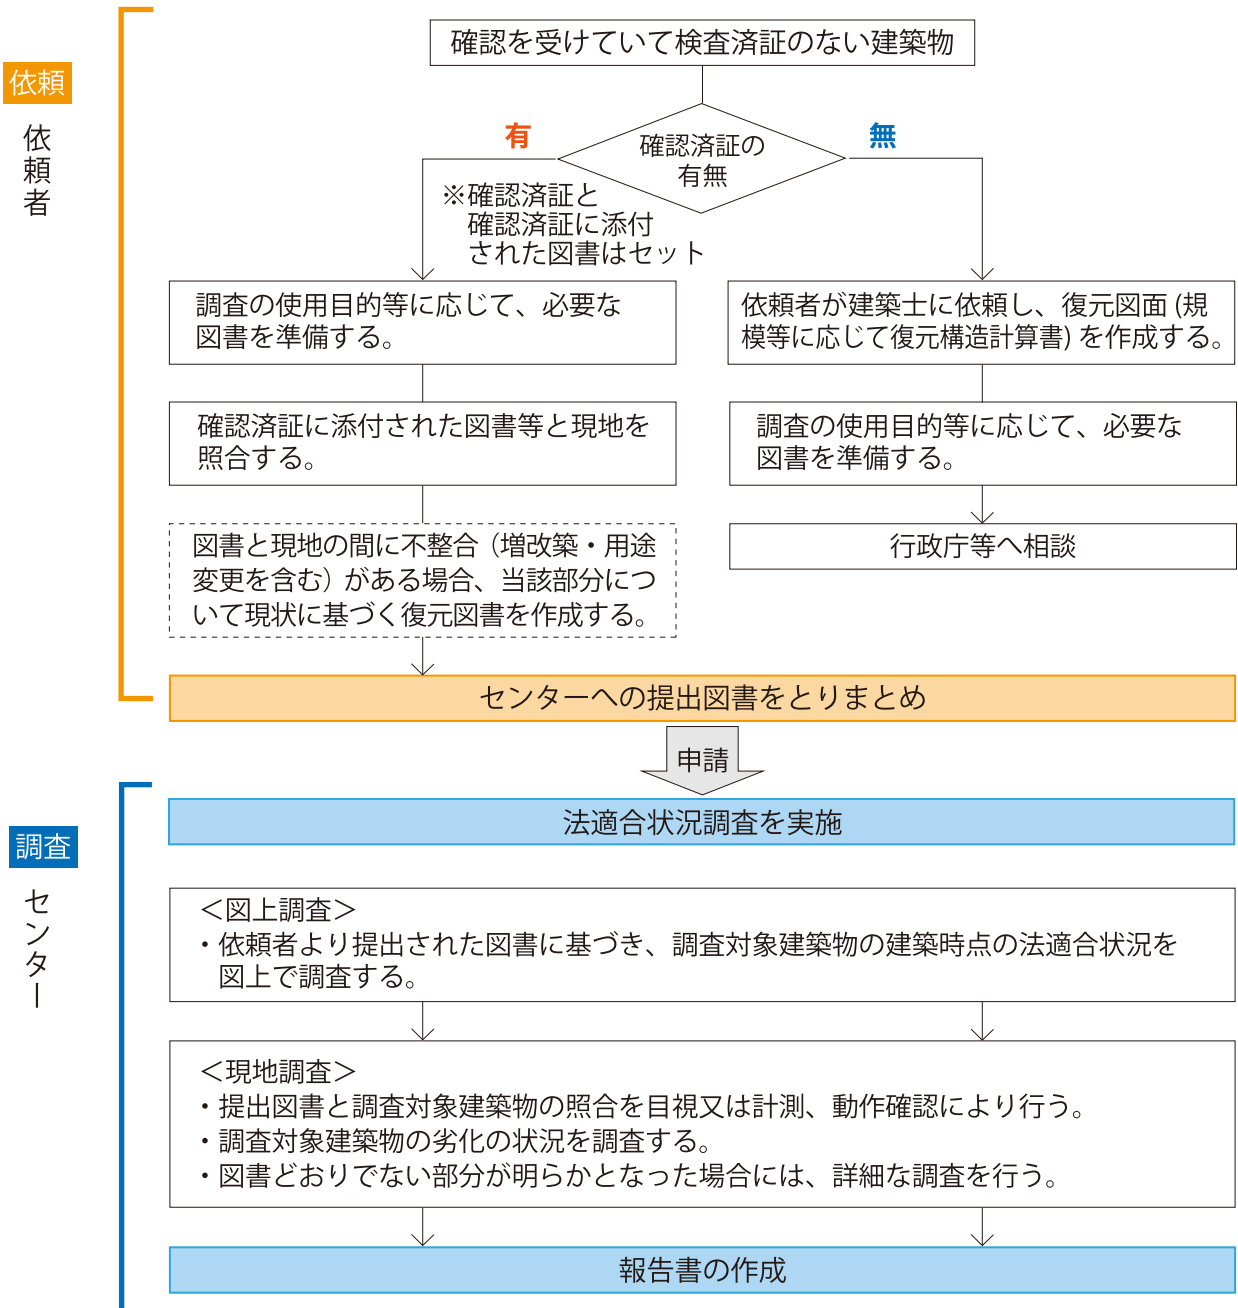 依頼
依頼者
確認を受けていて検査済証のない建築物
確認済証の
有無
有
無
※確認済証と
確認済証に添付
された図書はセット
調査の使用目的等に応じて、必要な
図書を準備する。
確認済証に添付された図書等と現地を
照合する。
図書と現地の間に不整合（増改築・用途
変更を含む）がある場合、当該部分につ
いて現状に基づく復元図書を作成する。
依頼者が建築士に依頼し、復元図面 (規
模等に応じて復元構造計算書) を作成する。
調査の使用目的等に応じて、必要な
図書を準備する。
行政庁等へ相談
センターへの提出図書をとりまとめ
申請
調査
センター
法適合状況調査を実施
＜図上調査＞
・依頼者より提出された図書に基づき、調査対象建築物の建築時点の法適合状況を
図上で調査する。
＜現地調査＞
・提出図書と調査対象建築物の照合を目視又は計測、動作確認により行う。
・調査対象建築物の劣化の状況を調査する。
・図書どおりでない部分が明らかとなった場合には、詳細な調査を行う。
報告書の作成